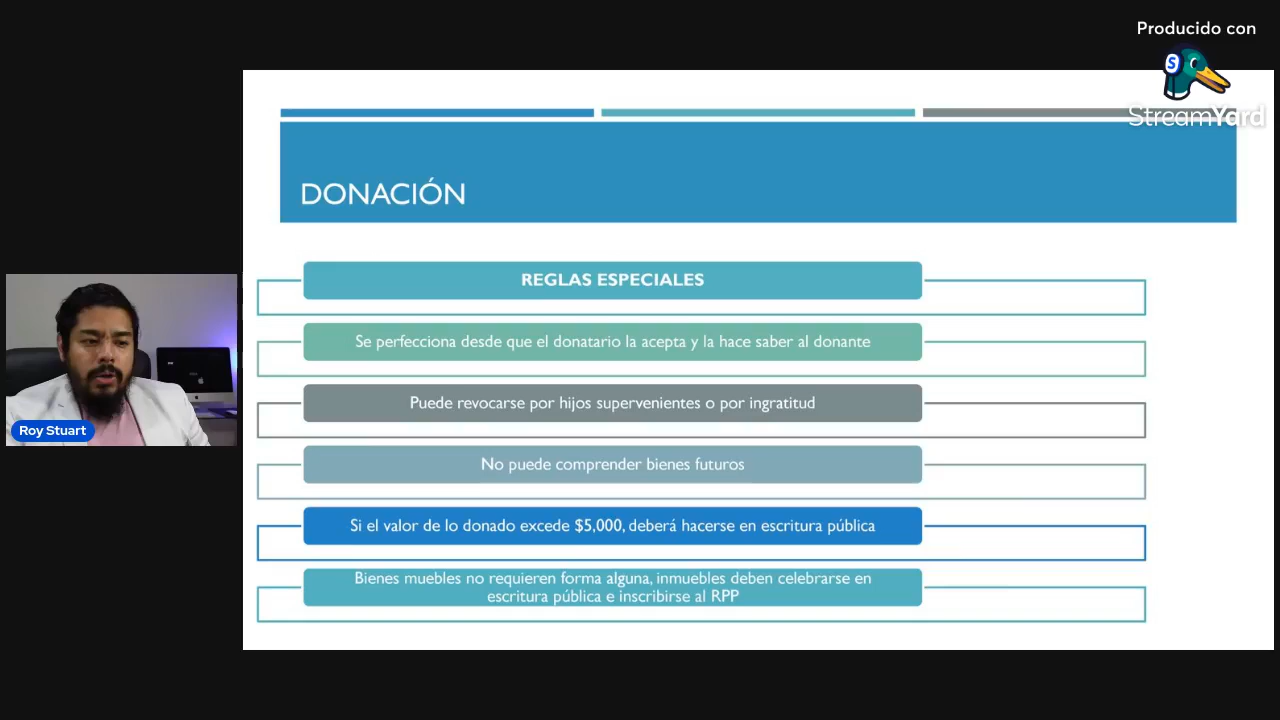 Producido con
StreamYard
DONACIÓN
REGLAS ESPECIALES
Se perfecciona desde que el donatario la acepta y la hace saber al donante
Puede revocarse por hijos supervenientes o por ingratitud
No puede comprender bienes futuros
Si el valor de lo donado excede $5,000, deberá hacerse en escritura pública
Bienes muebles no requieren forma alguna, inmuebles deben celebrarse en
escritura pública e inscribirse al RPP
Roy Stuart